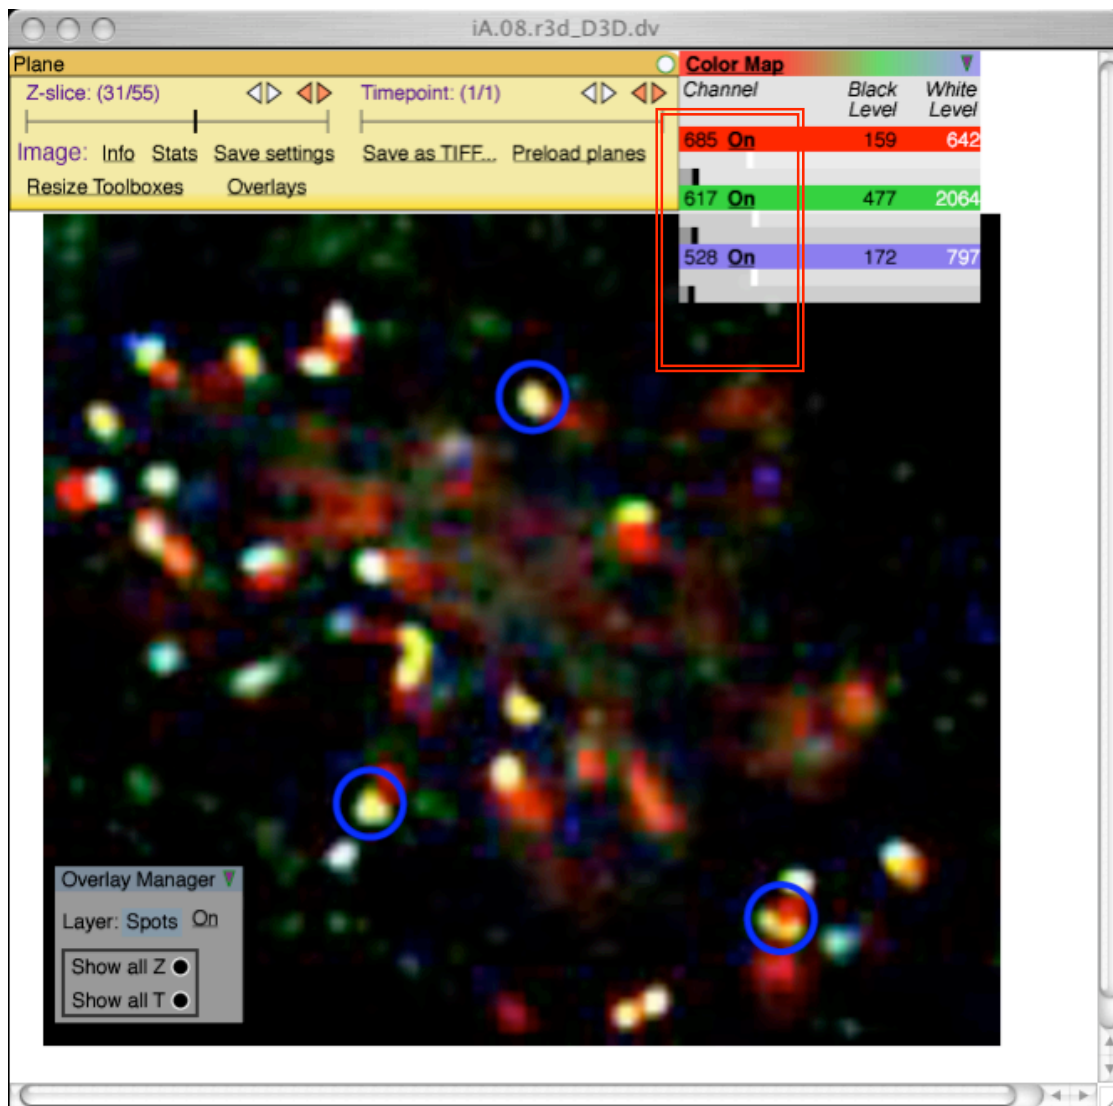 iA.08.r3d_D3D.dv
Plane
Z-slice: (31/55) Timepoint: (1/1)
Image: Info Stats Save settings Save as TIFF... Preload planes
Resize Toolboxes Overlays
Color Map
Channel Black Level White Level
685 On 159 642
617 On 477 2064
528 On 172 797
Overlay Manager
Layer: Spots On
Show all Z
Show all T